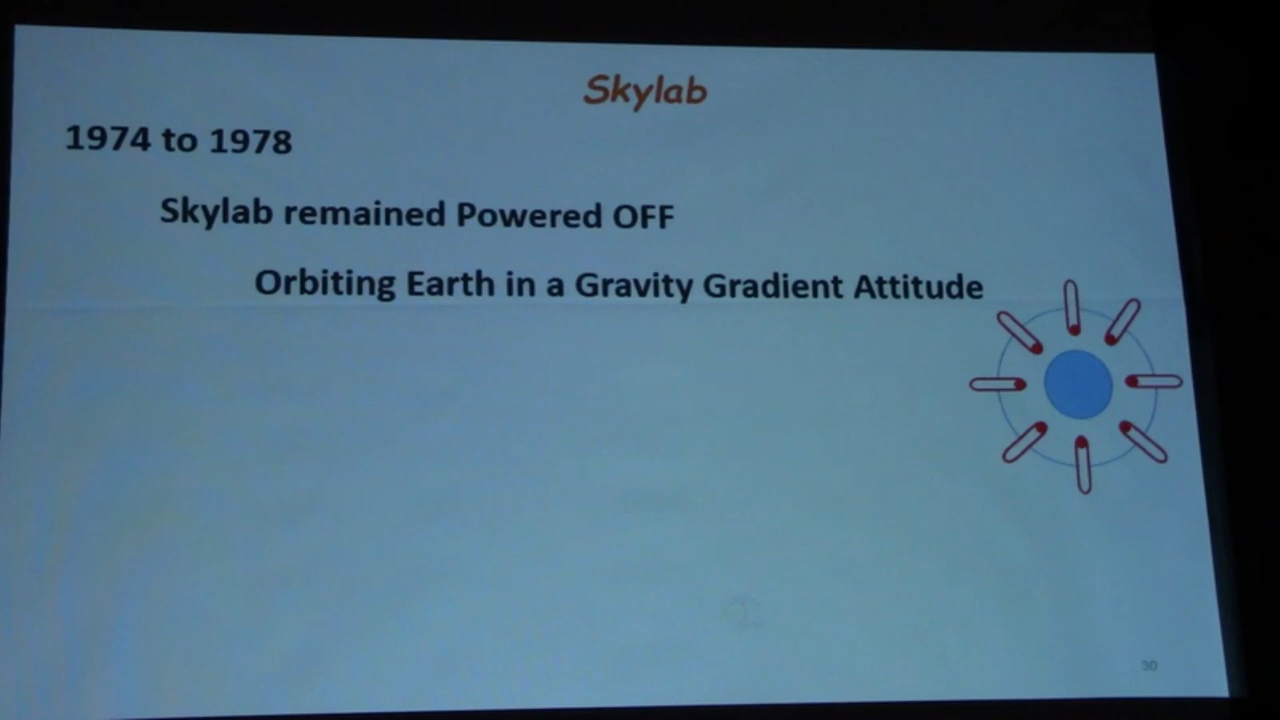 Skylab
1974 to 1978
Skylab remained Powered OFF
Orbiting Earth in a Gravity Gradient Attitude
30